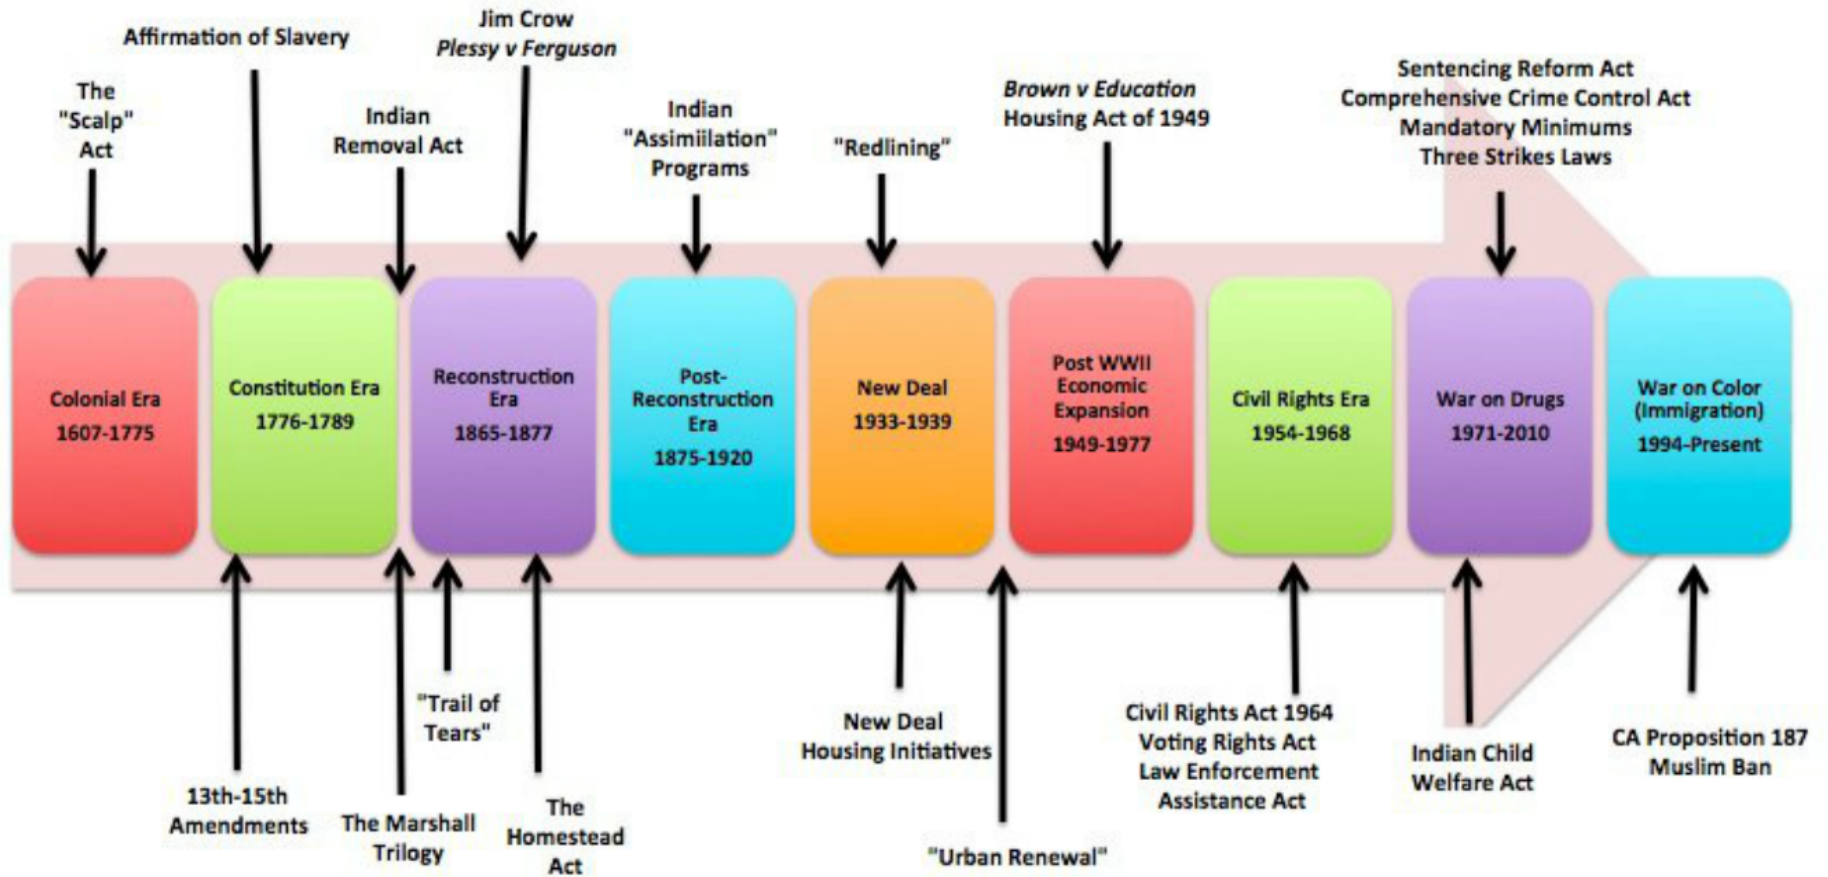 Jim Crow
Plessy v Ferguson
Affirmation of Slavery
The
"Scalp"
Act
Indian
Removal Act
Indian
"Assimiilation"
Programs
"Redlining"
Brown v Education
Housing Act of 1949
Sentencing Reform Act
Comprehensive Crime Control Act
Mandatory Minimums
Three Strikes Laws
Colonial Era
1607-1775
Constitution Era
1776-1789
Reconstruction
Era
1865-1877
Post-
Reconstruction
Era
1875-1920
New Deal
1933-1939
Post WWII
Economic
Expansion
1949-1977
Civil Rights Era
1954-1968
War on Drugs
1971-2010
War on Color
(Immigration)
1994-Present
13th-15th
Amendments
The Marshall
Trilogy
"Trail of
Tears"
The
Homestead
Act
New Deal
Housing Initiatives
"Urban Renewal"
Civil Rights Act 1964
Voting Rights Act
Law Enforcement
Assistance Act
Indian Child
Welfare Act
CA Proposition 187
Muslim Ban